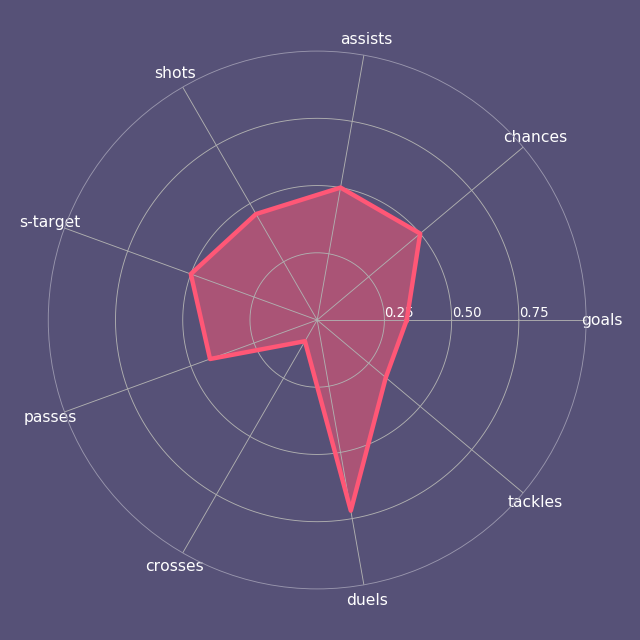 assists
shots
chances
s-target
0.25
0.50
0.75
goals
passes
tackles
crosses
duels